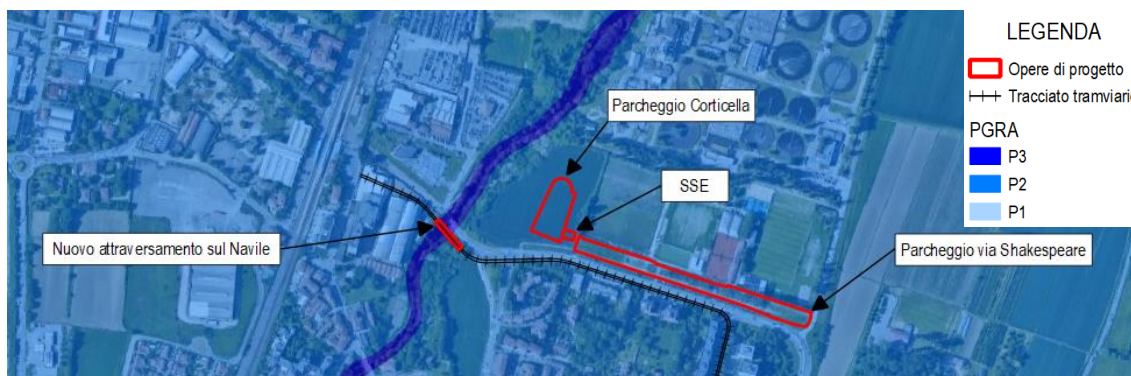 LEGENDA
Opere di progetto
Tracciato tramviario
PGRA
P3
P2
P1
Parcheggio Corticella
SSE
Nuovo attraversamento sul Navile
Parcheggio via Shakespeare